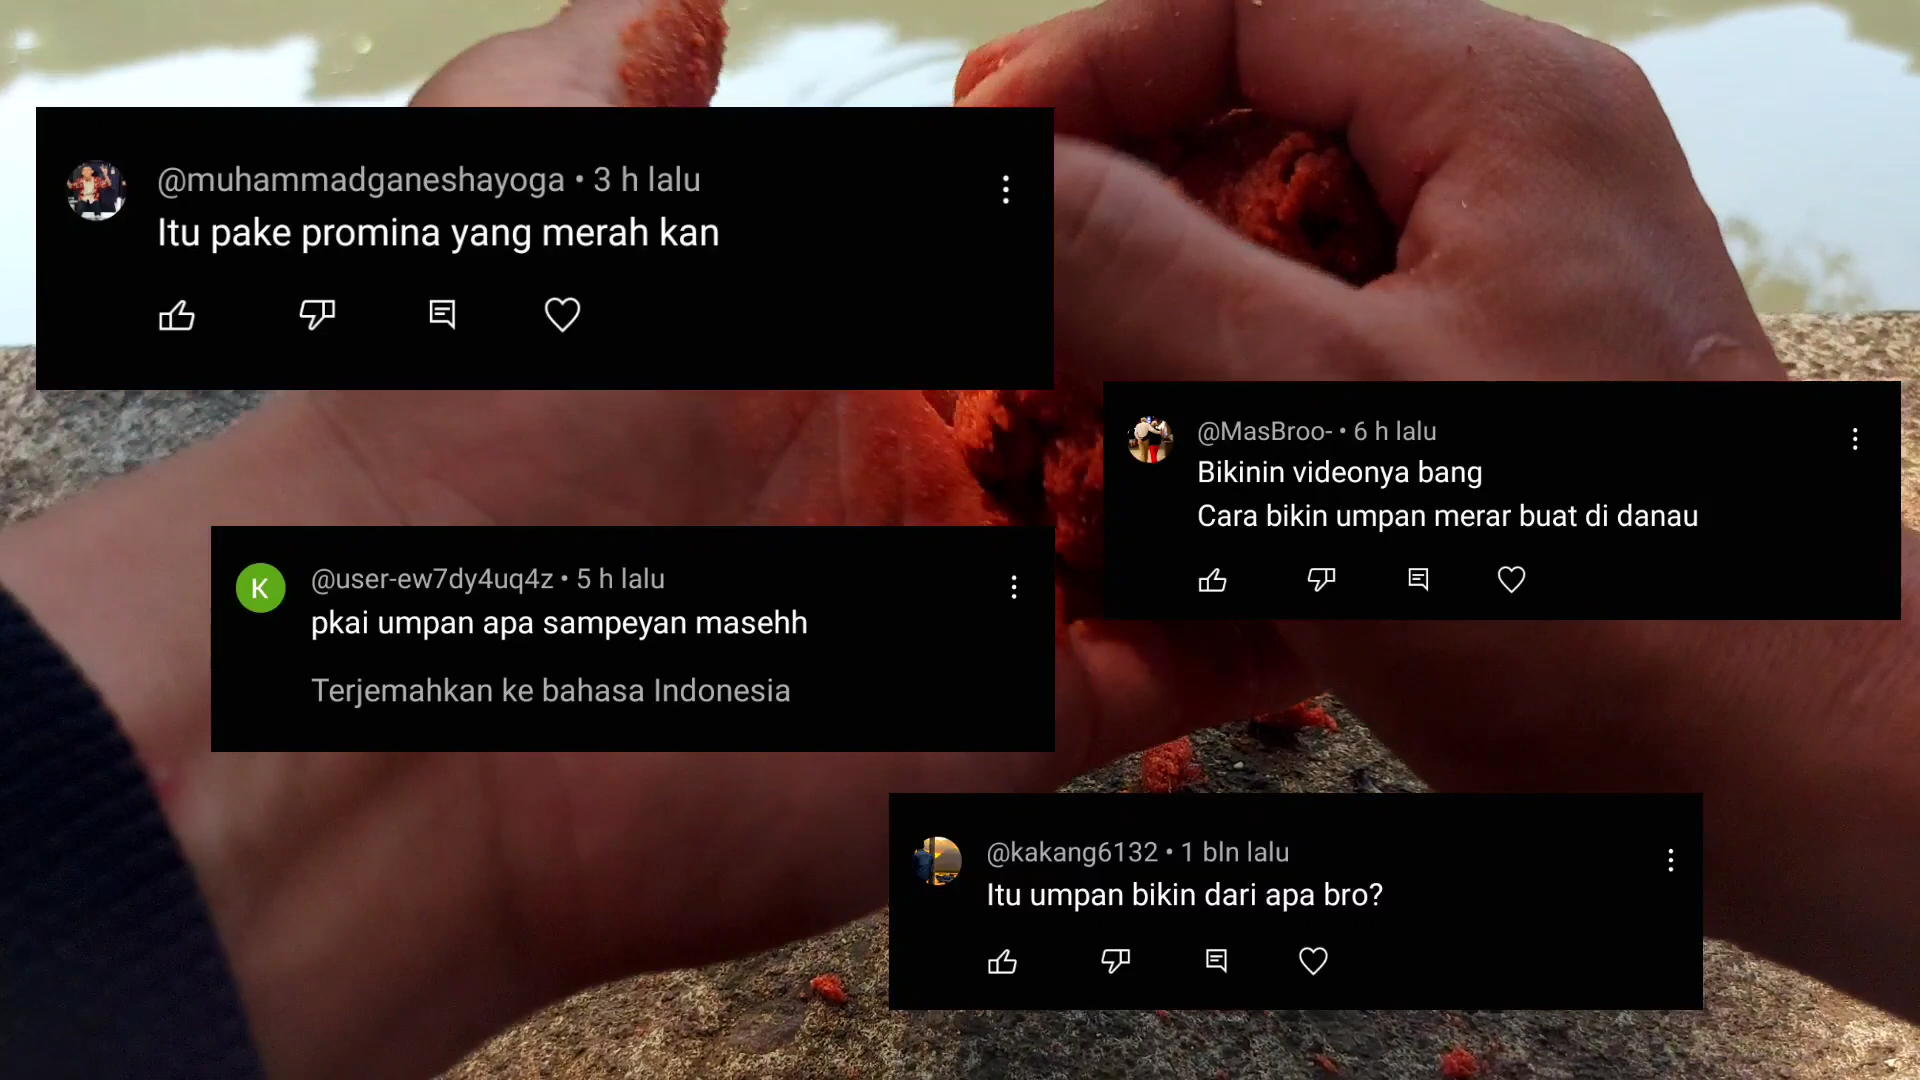 @muhammadganeshayoga • 3 h lalu
Itu pake promina yang merah kan
@MasBroo- • 6 h lalu
Bikinin videonya bang
Cara bikin umpan merar buat di danau
K
@user-ew7dy4uq4z • 5 h lalu
pkai umpan apa sampeyan masehh
Terjemahkan ke bahasa Indonesia
@kakang6132 • 1 bln lalu
Itu umpan bikin dari apa bro?